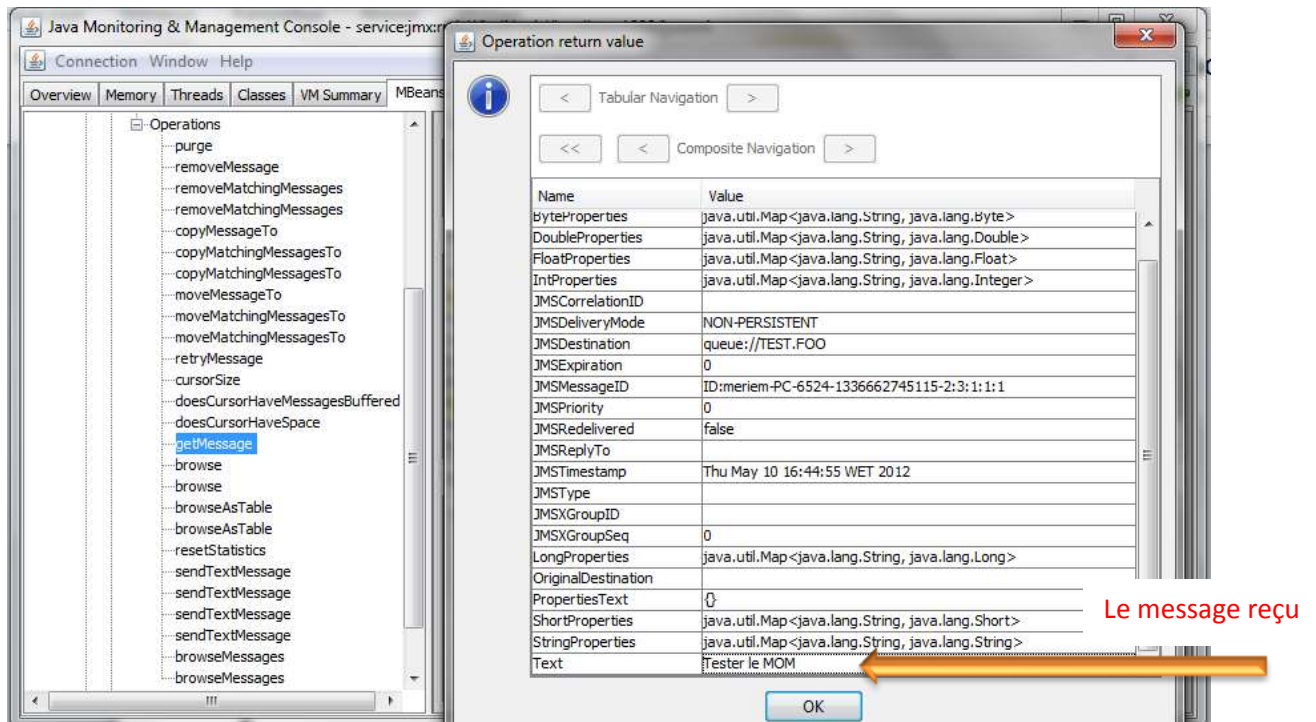 Java Monitoring & Management Console - service:jmx:r
Connection Window Help
Overview Memory Threads Classes VM Summary MBeans
Operations
purge
removeMessage
removeMatchingMessages
removeMatchingMessages
copyMessageTo
copyMatchingMessagesTo
copyMatchingMessagesTo
moveMessageTo
moveMatchingMessagesTo
moveMatchingMessagesTo
retryMessage
cursorSize
doesCursorHaveMessagesBuffered
doesCursorHaveSpace
getMessage
browse
browse
browseAsTable
browseAsTable
resetStatistics
sendTextMessage
sendTextMessage
sendTextMessage
sendTextMessage
browseMessages
browseMessages
Operation return value
< Tabular Navigation >
<< < Composite Navigation >
Name Value
ByteProperties java.util.Map<java.lang.String, java.lang.Byte>
DoubleProperties java.util.Map<java.lang.String, java.lang.Double>
FloatProperties java.util.Map<java.lang.String, java.lang.Float>
IntProperties java.util.Map<java.lang.String, java.lang.Integer>
JMSCorrelationID
JMSDeliveryMode NON-PERSISTENT
JMSDestination queue://TEST.FOO
JMSExpiration 0
JMSMessageID ID:meriem-PC-6524-1336662745115-2:3:1:1:1
JMSPriority 0
JMSRedelivered false
JMSReplyTo
JMSTimestamp Thu May 10 16:44:55 WET 2012
JMSType
JMSXGroupID
JMSXGroupSeq 0
LongProperties java.util.Map<java.lang.String, java.lang.Long>
OriginalDestination
PropertiesText {}
ShortProperties java.util.Map<java.lang.String, java.lang.Short>
StringProperties java.util.Map<java.lang.String, java.lang.String>
Text Tester le MOM
OK
Le message reçu